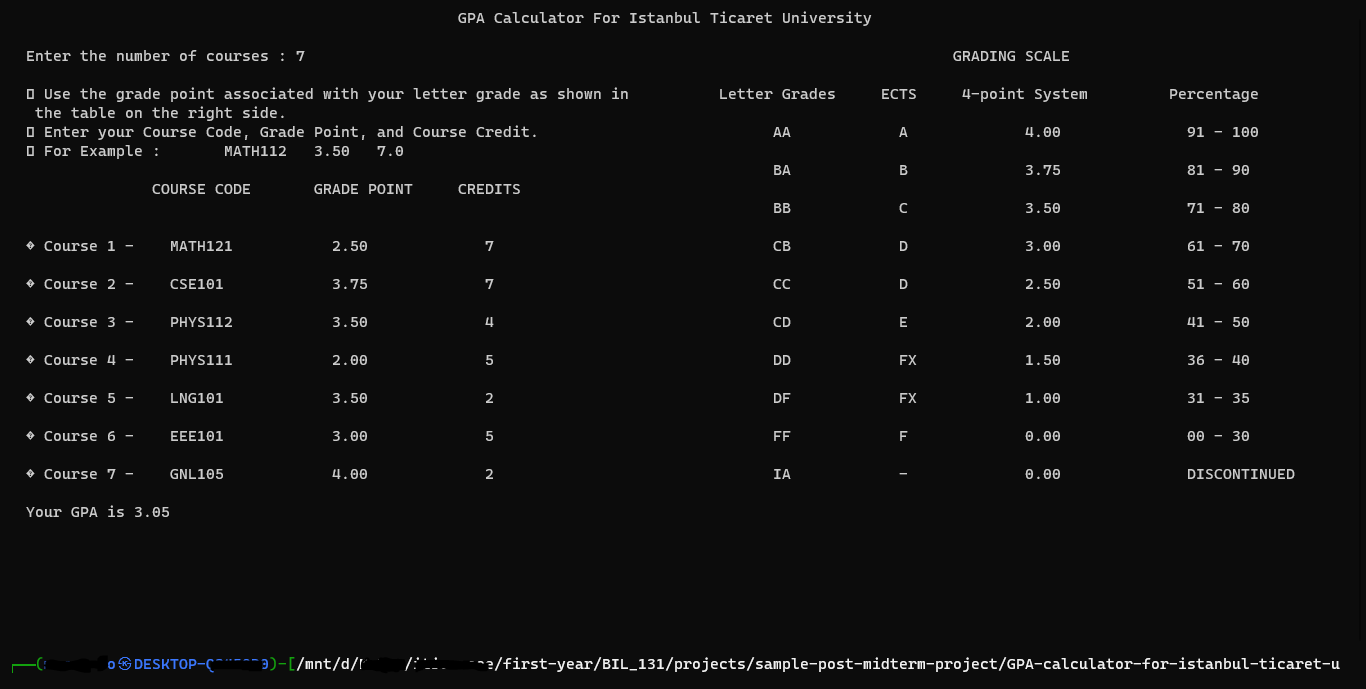 GPA Calculator For Istanbul Ticaret University
Enter the number of courses : 7
GRADING SCALE
Use the grade point associated with your letter grade as shown in
the table on the right side.
Enter your Course Code, Grade Point, and Course Credit.
For Example : MATH112 3.50 7.0
COURSE CODE GRADE POINT CREDITS
Course 1 - MATH121 2.50 7
Course 2 - CSE101 3.75 7
Course 3 - PHYS112 3.50 4
Course 4 - PHYS111 2.00 5
Course 5 - LNG101 3.50 2
Course 6 - EEE101 3.00 5
Course 7 - GNL105 4.00 2
Your GPA is 3.05
Letter Grades ECTS 4-point System Percentage
AA A 4.00 91 - 100
BA B 3.75 81 - 90
BB C 3.50 71 - 80
CB D 3.00 61 - 70
CC D 2.50 51 - 60
CD E 2.00 41 - 50
DD FX 1.50 36 - 40
DF FX 1.00 31 - 35
FF F 0.00 00 - 30
IA - 0.00 DISCONTINUED
/mnt/d/ /first-year/BIL_131/projects/sample-post-midterm-project/GPA-calculator-for-istanbul-ticaret-u